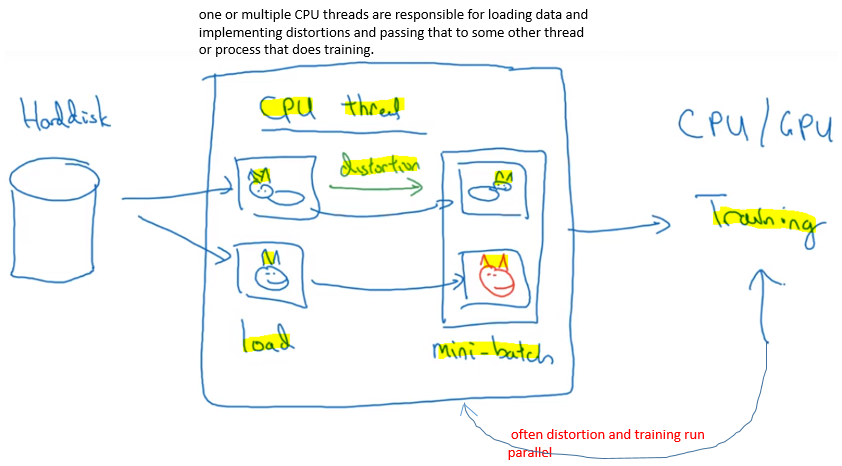 one or multiple CPU threads are responsible for loading data and
implementing distortions and passing that to some other thread
or process that does training.
Harddisk
CPU thred
CPU/GPU
distortion
Training
load
mini-batch
often distortion and training run
parallel